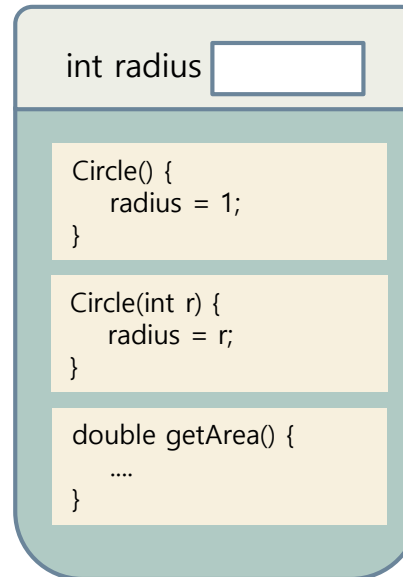 int radius
Circle() {
radius = 1;
}
Circle(int r) {
radius = r;
}
double getArea() {
....
}